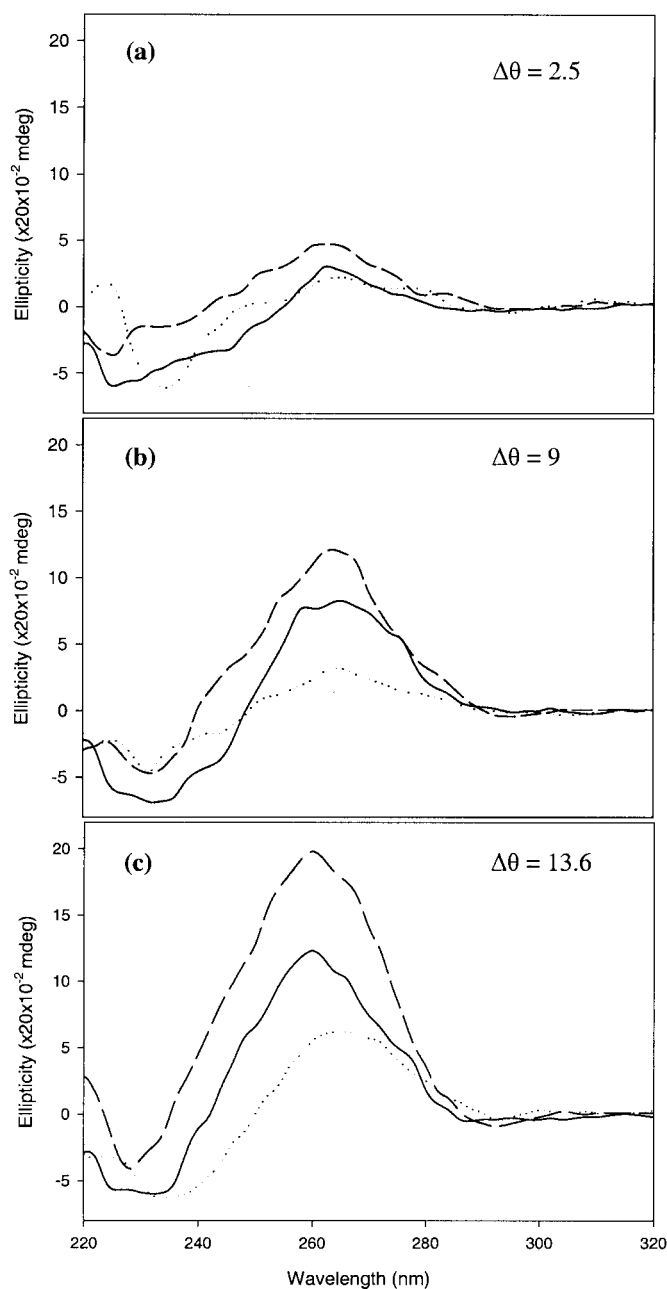 (a)
Δθ = 2.5
20
15
10
5
0
-5
Ellipticity (x20x10⁻² mdeg)
(b)
Δθ = 9
20
15
10
5
0
-5
Ellipticity (x20x10⁻² mdeg)
(c)
Δθ = 13.6
20
15
10
5
0
-5
Ellipticity (x20x10⁻² mdeg)
220 240 260 280 300 320
Wavelength (nm)